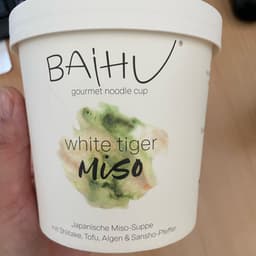 BAiHU®
gourmet noodle cup
white tiger
Miso
Japanische Miso-Suppe
mit Shiitake, Tofu, Algen & Sansho-Pfeffer